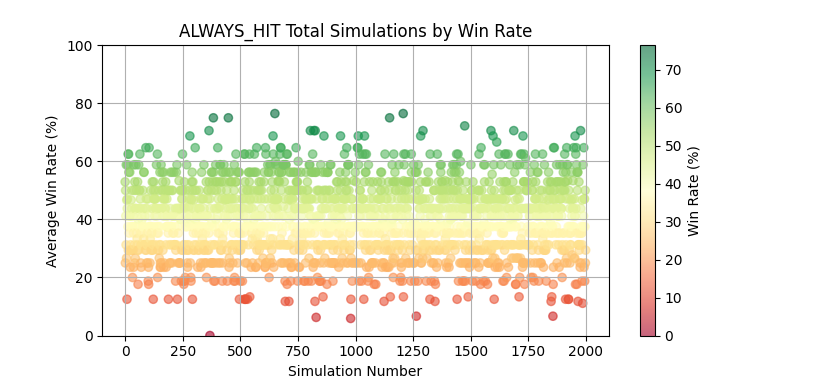 ALWAYS_HIT Total Simulations by Win Rate
100
80
60
40
20
0
Average Win Rate (%)
0 250 500 750 1000 1250 1500 1750 2000
Simulation Number
70
60
50
40
30
20
10
0
Win Rate (%)